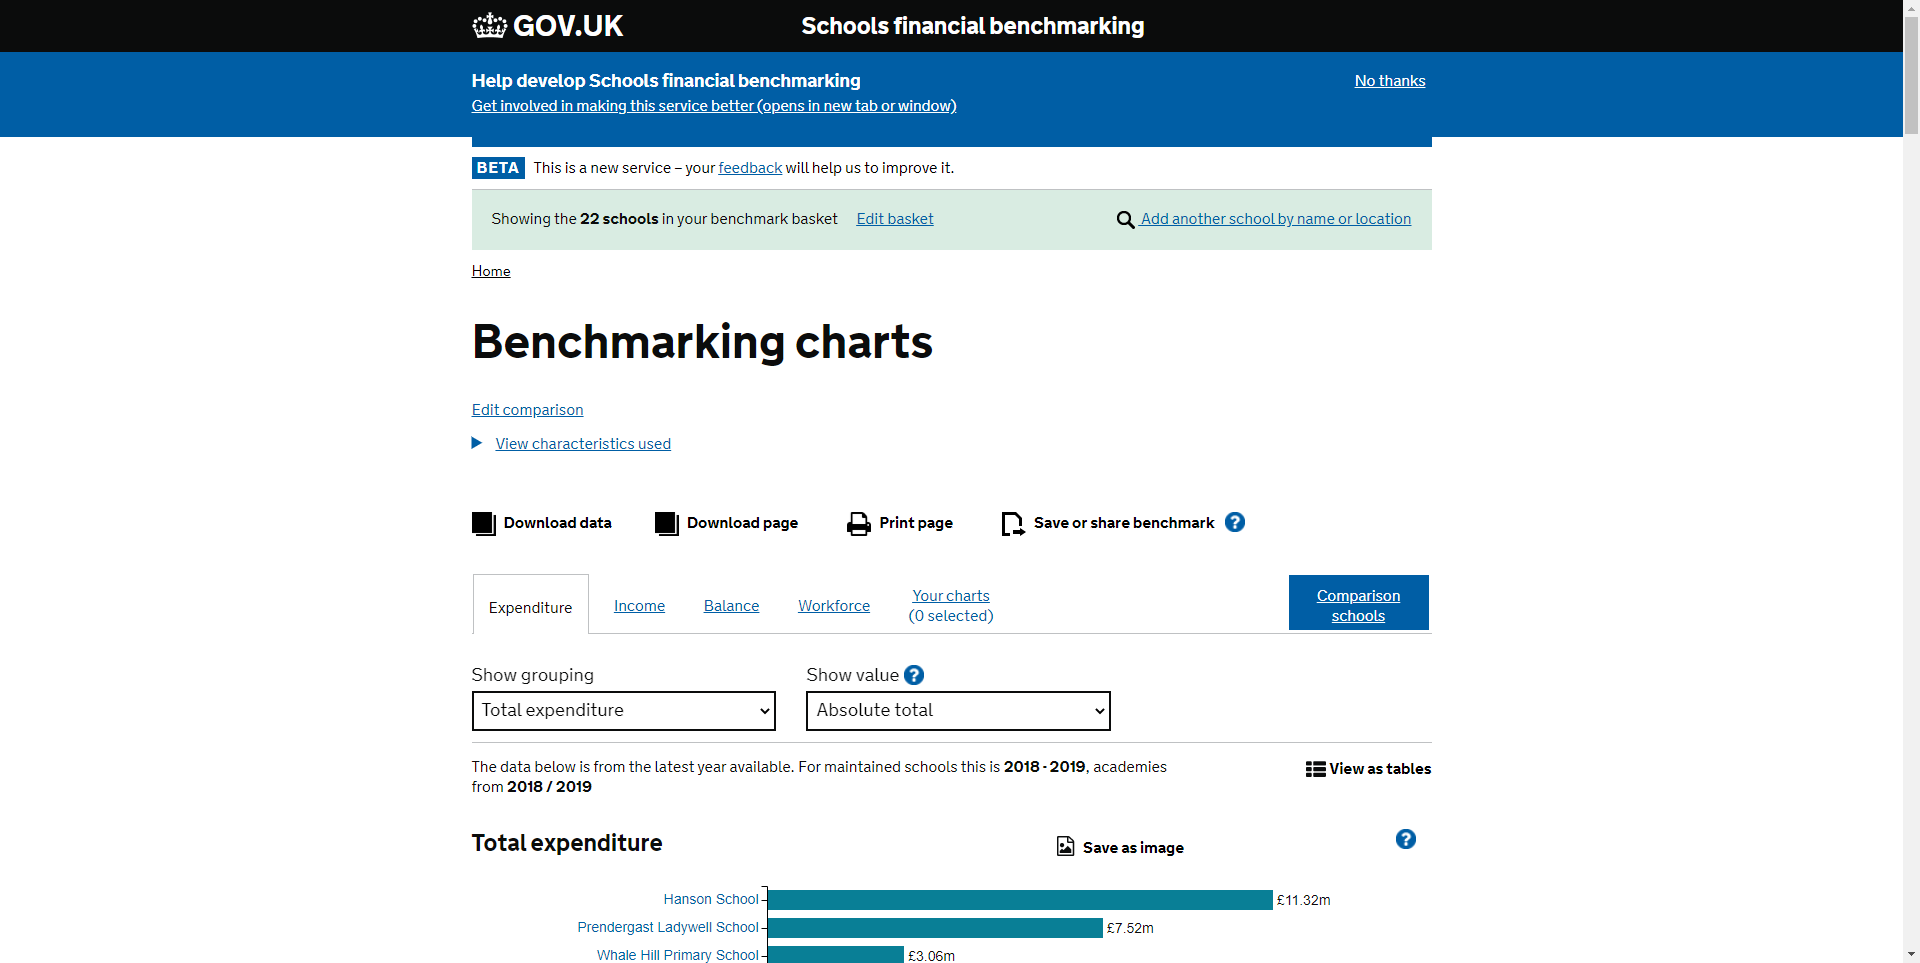 GOV.UK
Schools financial benchmarking
Help develop Schools financial benchmarking
No thanks
Get involved in making this service better (opens in new tab or window)
BETA This is a new service – your feedback will help us to improve it.
Showing the 22 schools in your benchmark basket Edit basket
Add another school by name or location
Home
Benchmarking charts
Edit comparison
View characteristics used
Download data
Download page
Print page
Save or share benchmark ?
Expenditure
Income
Balance
Workforce
Your charts
(0 selected)
Comparison
schools
Show grouping
Total expenditure
Show value ?
Absolute total
The data below is from the latest year available. For maintained schools this is 2018 - 2019, academies
from 2018 / 2019
View as tables
Total expenditure
Save as image
?
Hanson School £11.32m
Prendergast Ladywell School £7.52m
Whale Hill Primary School £3.06m